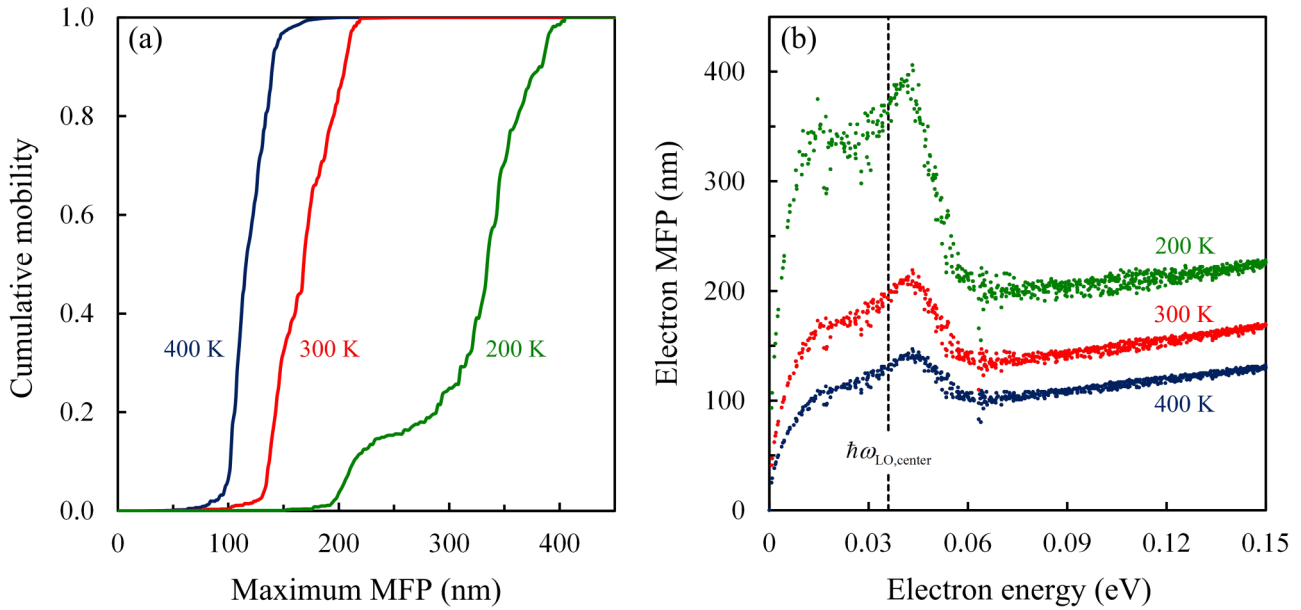 (a)
1.0
0.8
0.6
0.4
0.2
0.0
Cumulative mobility
400 K
300 K
200 K
0
100
200
300
400
Maximum MFP (nm)
(b)
400
300
200
100
0
Electron MFP (nm)
200 K
300 K
400 K
ħω_LO,center
0
0.03
0.06
0.09
0.12
0.15
Electron energy (eV)